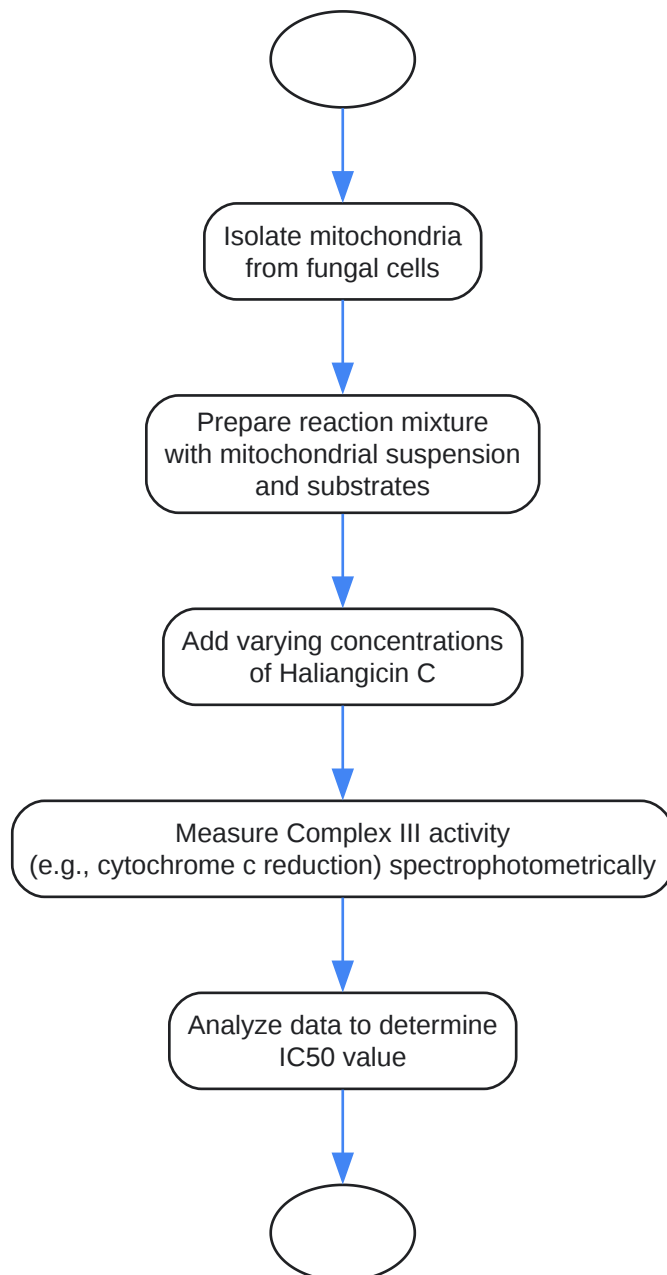 Isolate mitochondria
from fungal cells
Prepare reaction mixture
with mitochondrial suspension
and substrates
Add varying concentrations
of Haliangicin C
Measure Complex III activity
(e.g., cytochrome c reduction) spectrophotometrically
Analyze data to determine
IC50 value